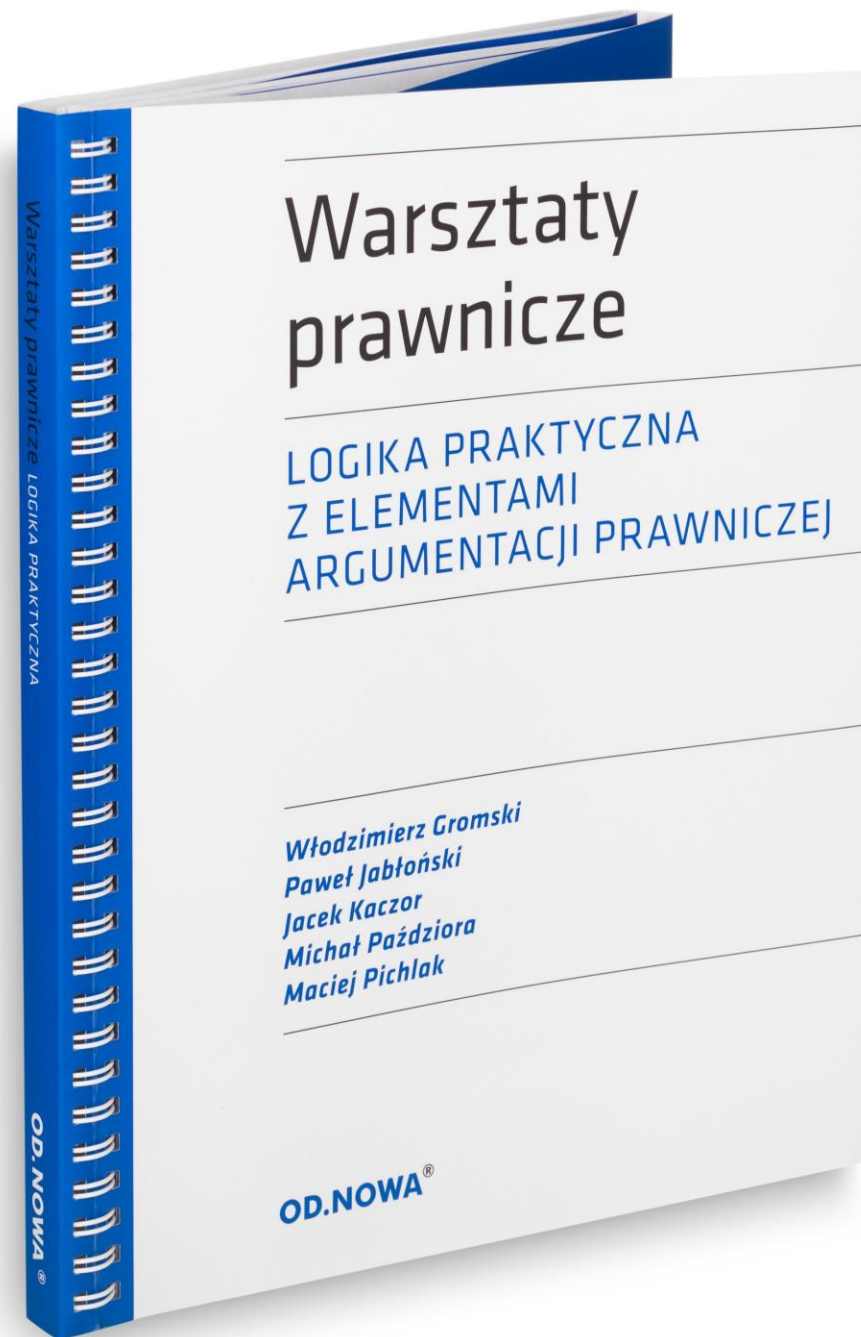 Warsztaty prawnicze LOGIKA PRAKTYCZNA
OD.NOWA®
Warsztaty
prawnicze
LOGIKA PRAKTYCZNA
Z ELEMENTAMI
ARGUMENTACJI PRAWNICZEJ
Włodzimierz Gromski
Paweł Jabłoński
Jacek Kaczor
Michał Paździora
Maciej Pichlak
OD.NOWA®